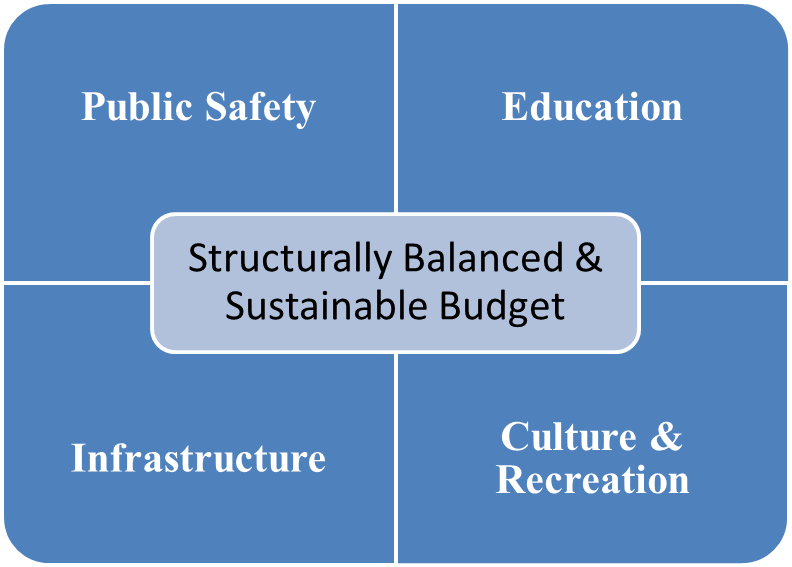 Public Safety
Education
Structurally Balanced &
Sustainable Budget
Infrastructure
Culture &
Recreation